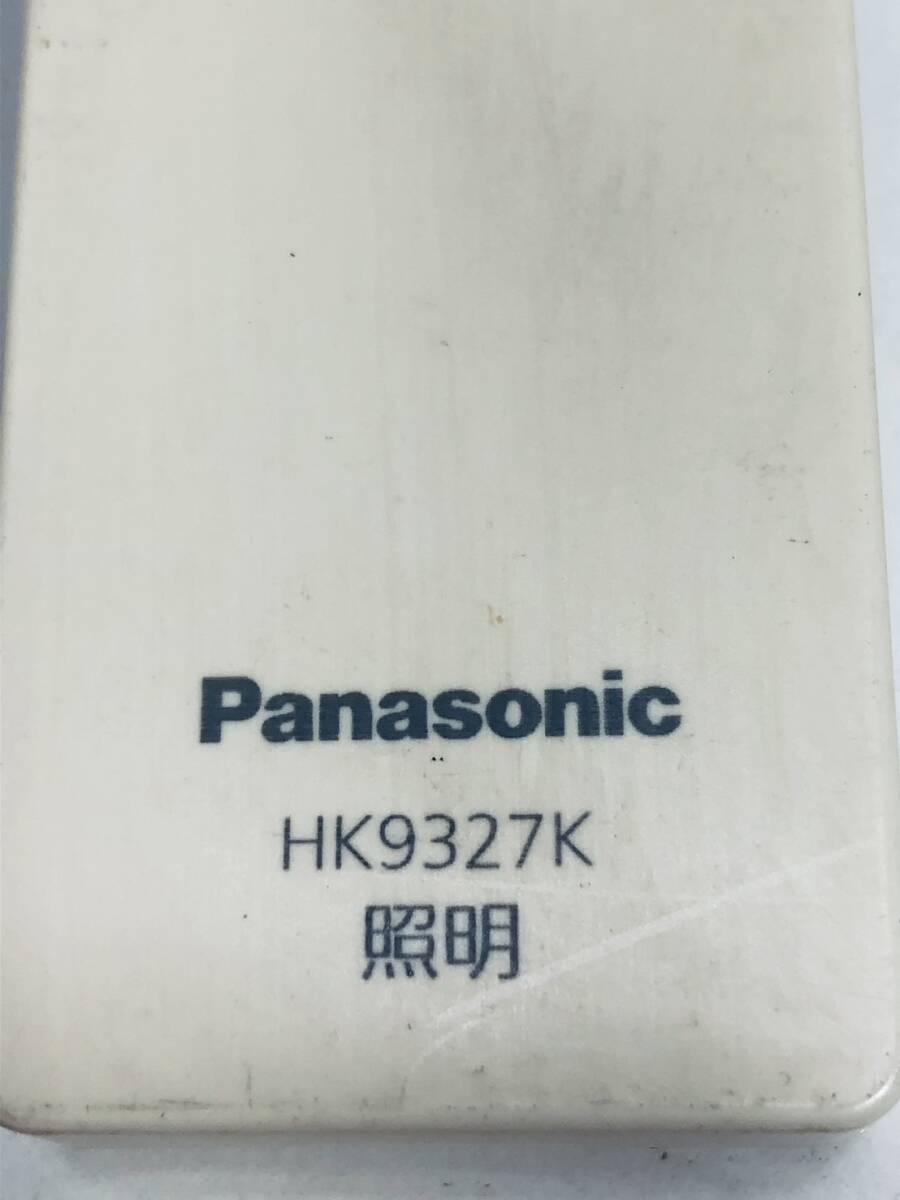 Panasonic
HK9327K
照明